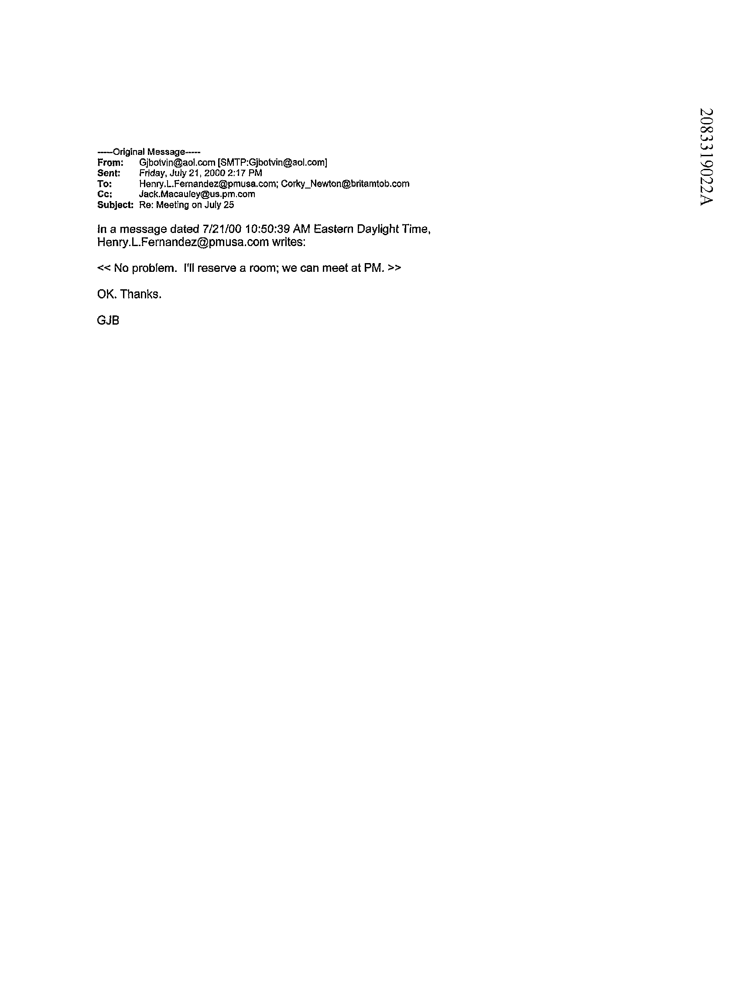 -----Original Message-----
From: Gjbotvin@aol.com [SMTP:Gjbotvin@aol.com]
Sent: Friday, July 21, 2000 2:17 PM
To: Henry.L.Fernandez@pmusa.com; Corky_Newton@britamtob.com
Cc: Jack.Macauley@us.pm.com
Subject: Re: Meeting on July 25
In a message dated 7/21/00 10:50:39 AM Eastern Daylight Time,
Henry.L.Fernandez@pmusa.com writes:
<< No problem. I'll reserve a room; we can meet at PM. >>
OK. Thanks.
GJB
2083319022A